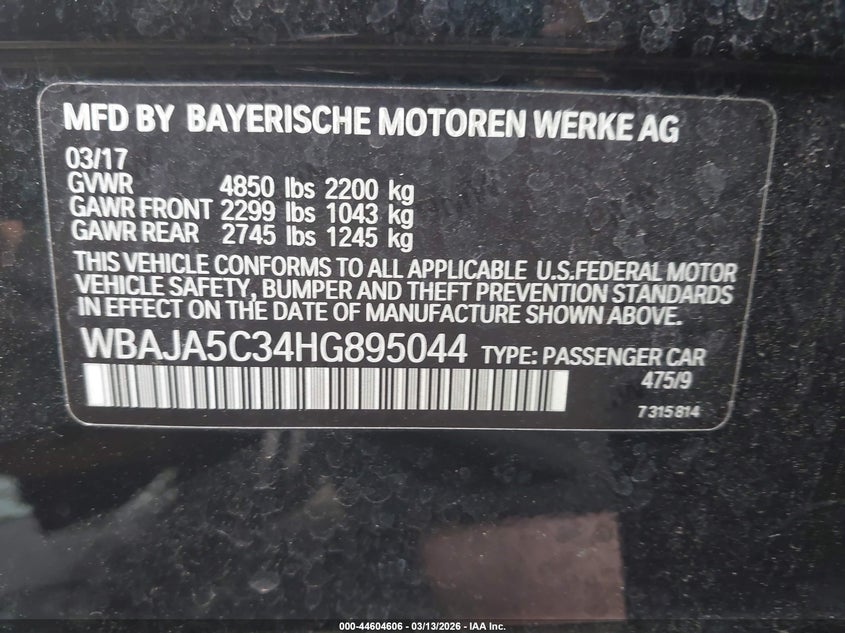 MFD BY BAYERISCHE MOTOREN WERKE AG
03/17
GVWR 4850 lbs 2200 kg
GAWR FRONT 2299 lbs 1043 kg
GAWR REAR 2745 lbs 1245 kg
THIS VEHICLE CONFORMS TO ALL APPLICABLE U.S.FEDERAL MOTOR
VEHICLE SAFETY, BUMPER AND THEFT PREVENTION STANDARDS
IN EFFECT ON THE DATE OF MANUFACTURE SHOWN ABOVE.
WBAJA5C34HG895044 TYPE: PASSENGER CAR
475/9
7 315 814
000-44604606 - 03/13/2026 - IAA Inc.